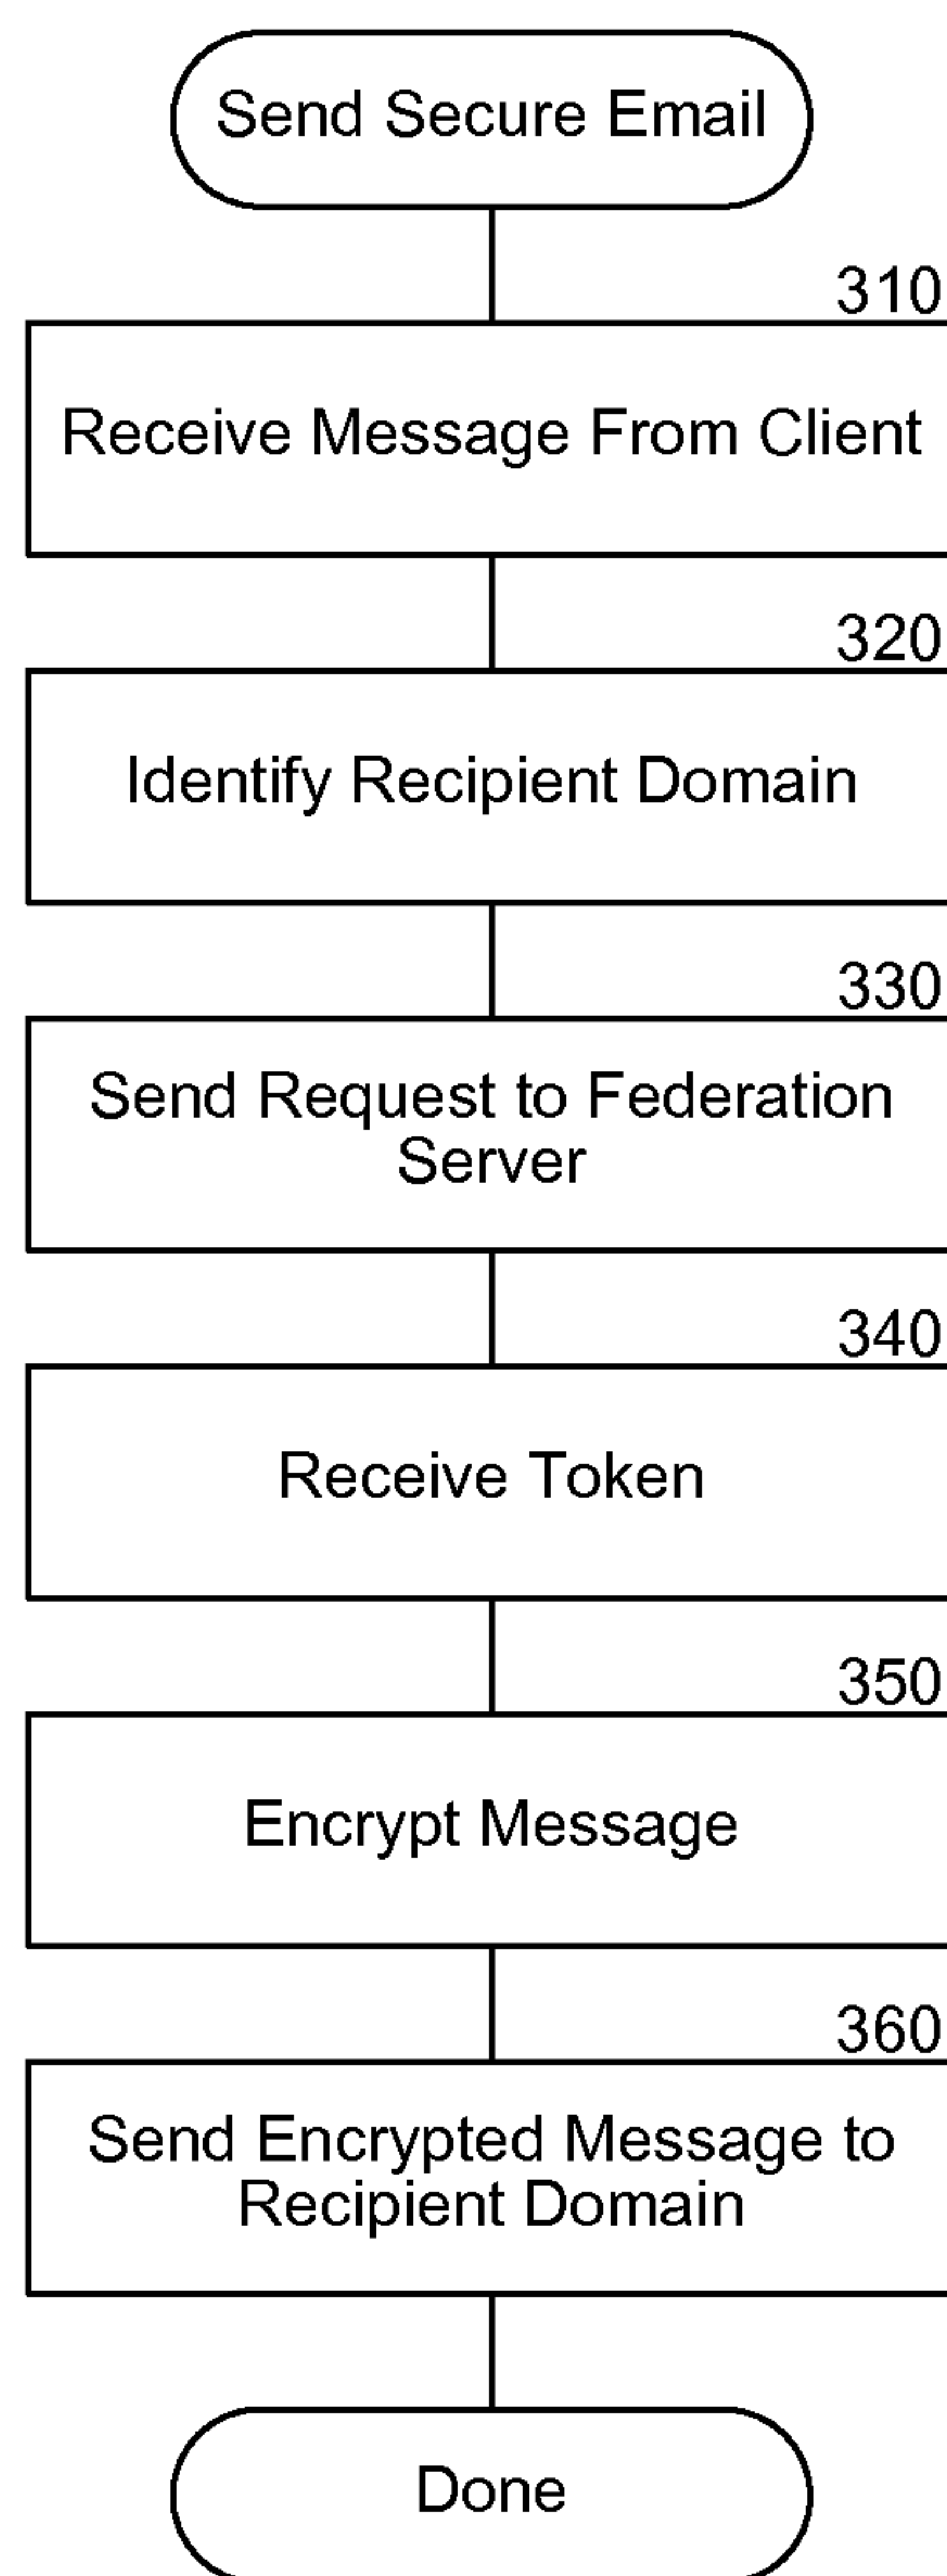 Send Secure Email
310
Receive Message From Client
320
Identify Recipient Domain
330
Send Request to Federation
Server
340
Receive Token
350
Encrypt Message
360
Send Encrypted Message to
Recipient Domain
Done